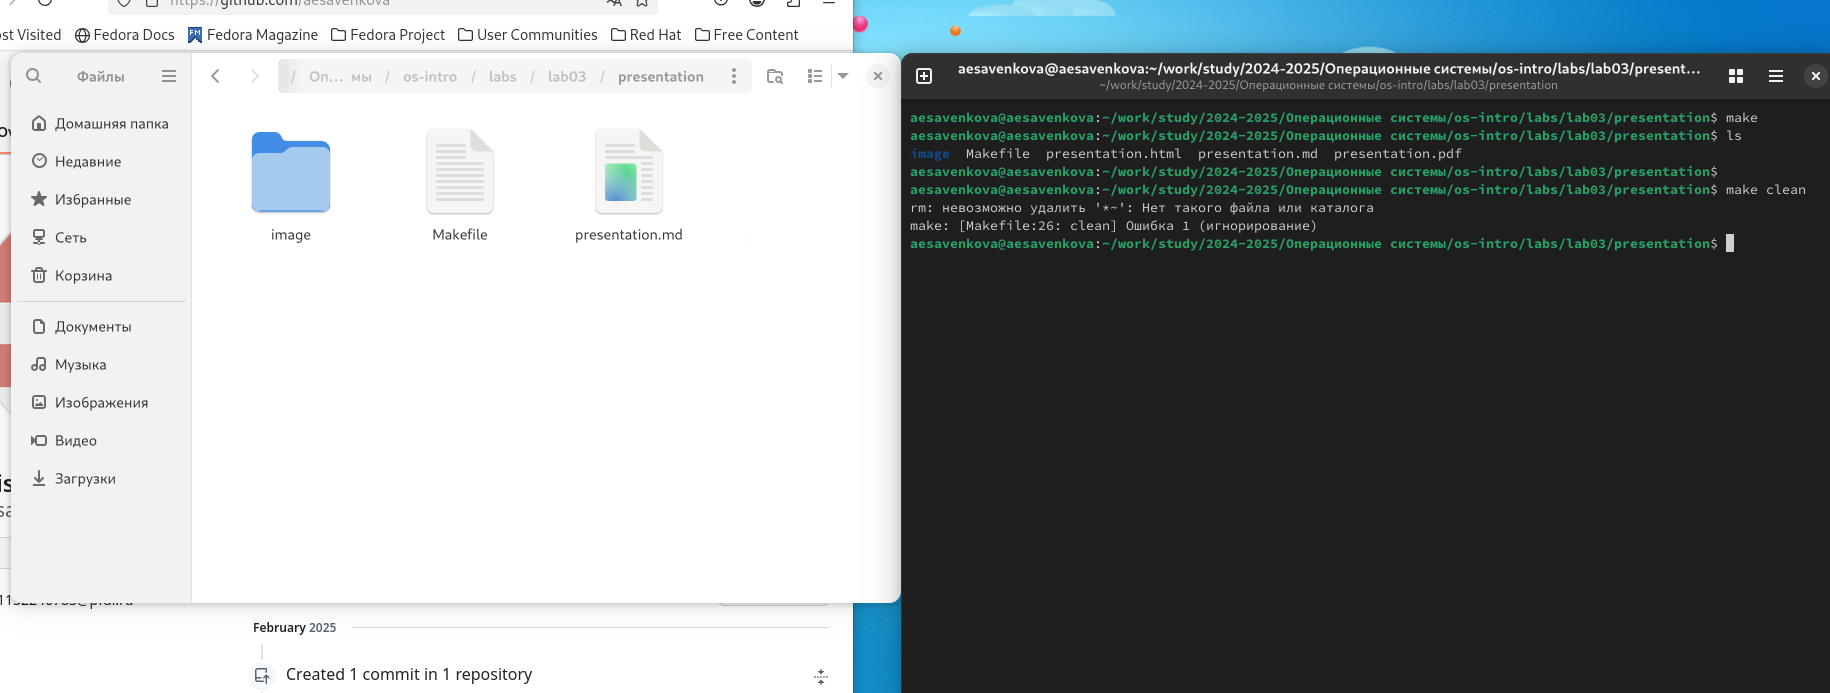 https://github.com/aesavenkova
st Visited Fedora Docs Fedora Magazine Fedora Project User Communities Red Hat Free Content
Файлы
/ Оп… мы / os-intro / labs / lab03 / presentation
Домашняя папка
Недавние
Избранные
Сеть
Корзина
Документы
Музыка
Изображения
Видео
Загрузки
image
Makefile
presentation.md
February 2025
Created 1 commit in 1 repository
aesavenkova@aesavenkova:~/work/study/2024-2025/Операционные системы/os-intro/labs/lab03/present…
~/work/study/2024-2025/Операционные системы/os-intro/labs/lab03/presentation
aesavenkova@aesavenkova:~/work/study/2024-2025/Операционные системы/os-intro/labs/lab03/presentation$ make
aesavenkova@aesavenkova:~/work/study/2024-2025/Операционные системы/os-intro/labs/lab03/presentation$ ls
image Makefile presentation.html presentation.md presentation.pdf
aesavenkova@aesavenkova:~/work/study/2024-2025/Операционные системы/os-intro/labs/lab03/presentation$
aesavenkova@aesavenkova:~/work/study/2024-2025/Операционные системы/os-intro/labs/lab03/presentation$ make clean
rm: невозможно удалить '*~': Нет такого файла или каталога
make: [Makefile:26: clean] Ошибка 1 (игнорирование)
aesavenkova@aesavenkova:~/work/study/2024-2025/Операционные системы/os-intro/labs/lab03/presentation$